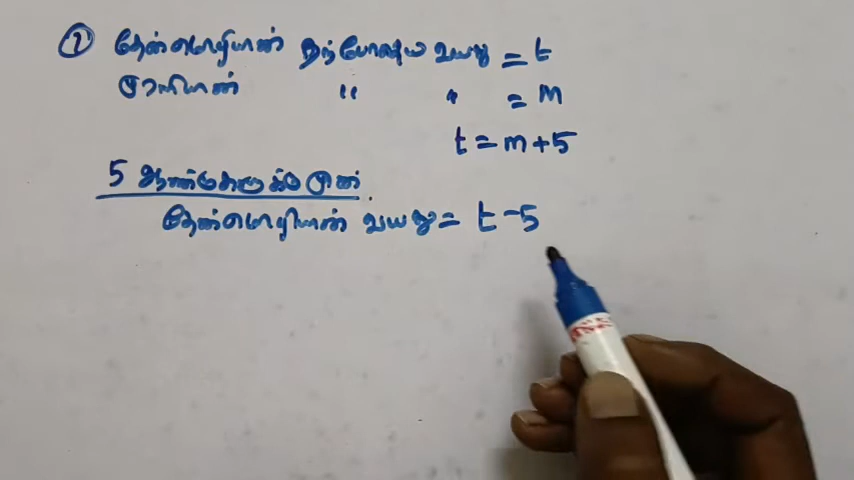 ① தேன்மொழியின் தற்போதைய வயது = t
" " = m
t = m + 5
5 ஆண்டுகளுக்கு முன்
தேன்மொழியின் வயது = t - 5